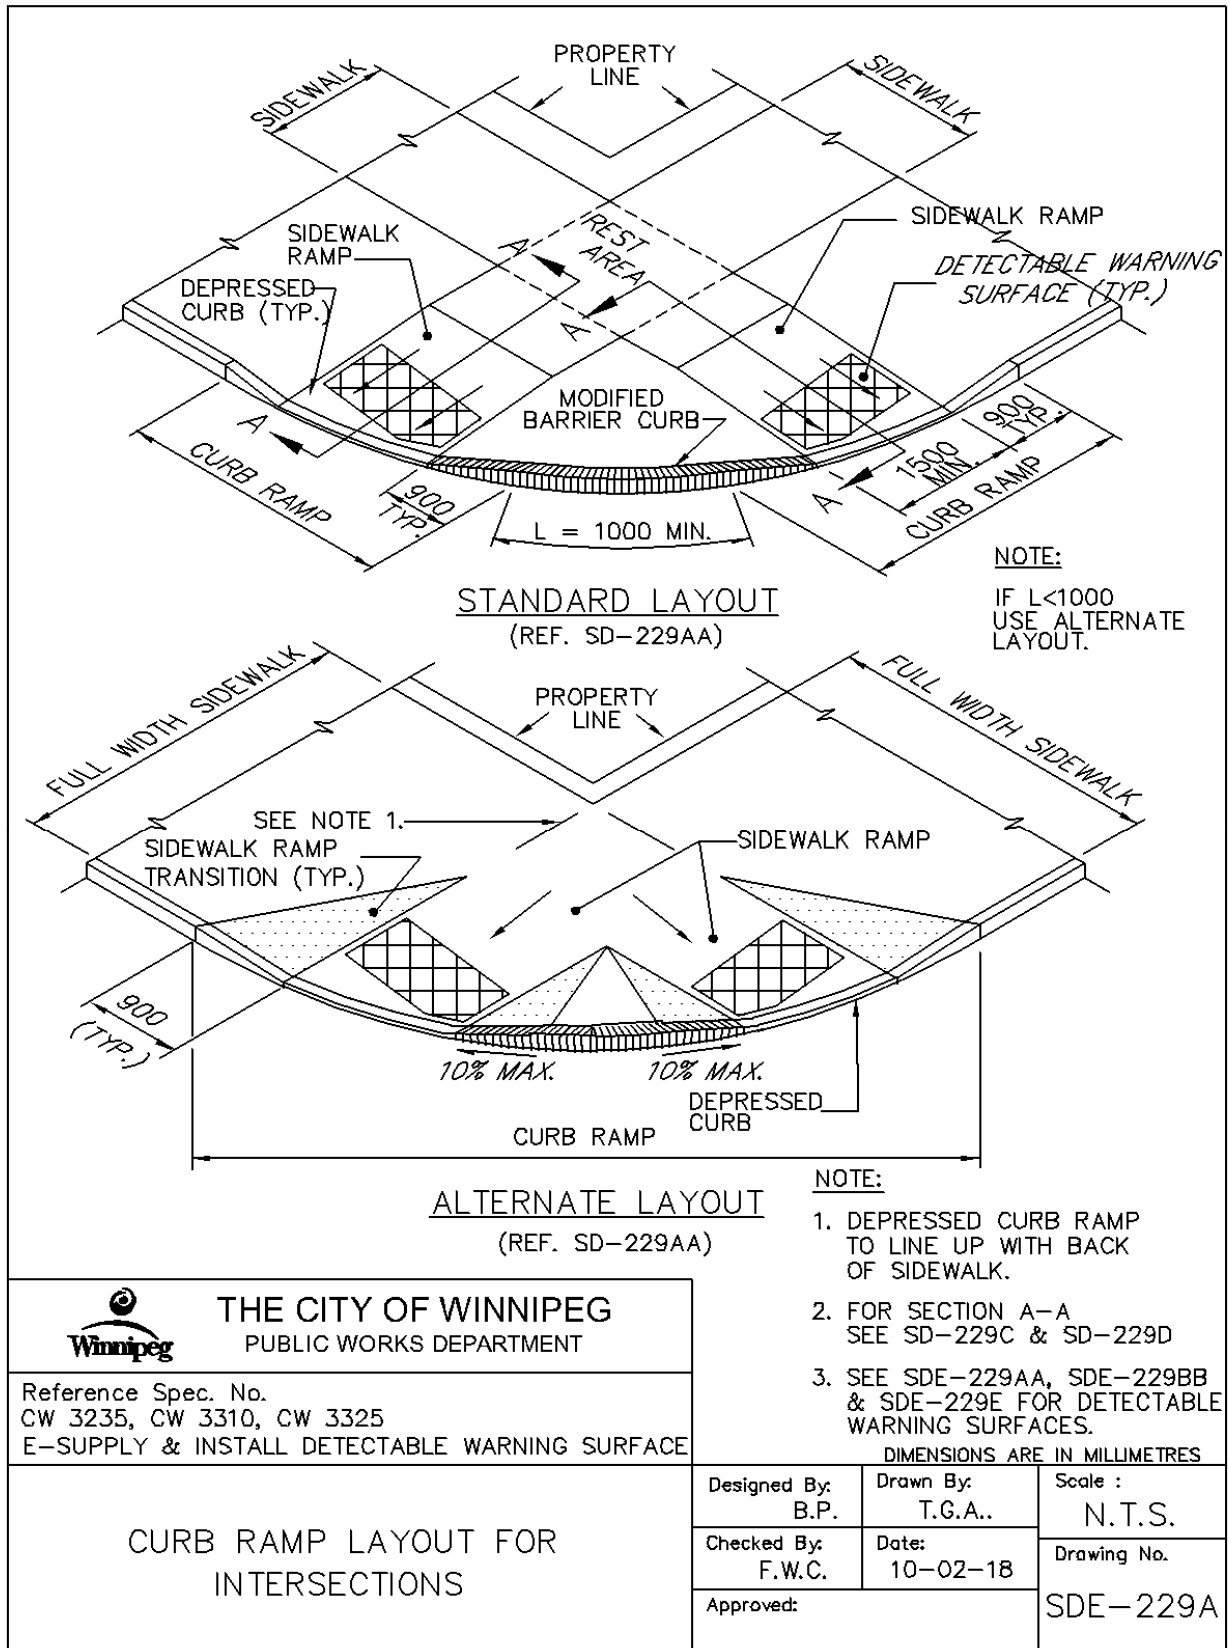 PROPERTY
LINE
SIDEWALK
SIDEWALK
SIDEWALK
RAMP
REST
AREA
SIDEWALK RAMP
A
A
DEPRESSED
CURB (TYP.)
DETECTABLE WARNING
SURFACE (TYP.)
MODIFIED
BARRIER CURB
A
A
CURB RAMP
900
TYP.
900
TYP.
1500
MIN.
CURB RAMP
L = 1000 MIN.
STANDARD LAYOUT
(REF. SD-229AA)
NOTE:
IF L<1000
USE ALTERNATE
LAYOUT.
FULL WIDTH SIDEWALK
PROPERTY
LINE
FULL WIDTH SIDEWALK
SEE NOTE 1.
SIDEWALK RAMP
TRANSITION (TYP.)
SIDEWALK RAMP
900
(TYP.)
10% MAX.
10% MAX.
DEPRESSED
CURB
CURB RAMP
ALTERNATE LAYOUT
(REF. SD-229AA)
NOTE:
1. DEPRESSED CURB RAMP
TO LINE UP WITH BACK
OF SIDEWALK.
2. FOR SECTION A-A
SEE SD-229C & SD-229D
3. SEE SDE-229AA, SDE-229BB
& SDE-229E FOR DETECTABLE
WARNING SURFACES.
DIMENSIONS ARE IN MILLIMETRES
Winnipeg
THE CITY OF WINNIPEG
PUBLIC WORKS DEPARTMENT
Reference Spec. No.
CW 3235, CW 3310, CW 3325
E-SUPPLY & INSTALL DETECTABLE WARNING SURFACE
CURB RAMP LAYOUT FOR
INTERSECTIONS
Designed By:
B.P.
Drawn By:
T.G.A..
Scale :
N.T.S.
Checked By:
F.W.C.
Date:
10-02-18
Drawing No.
SDE-229A
Approved: